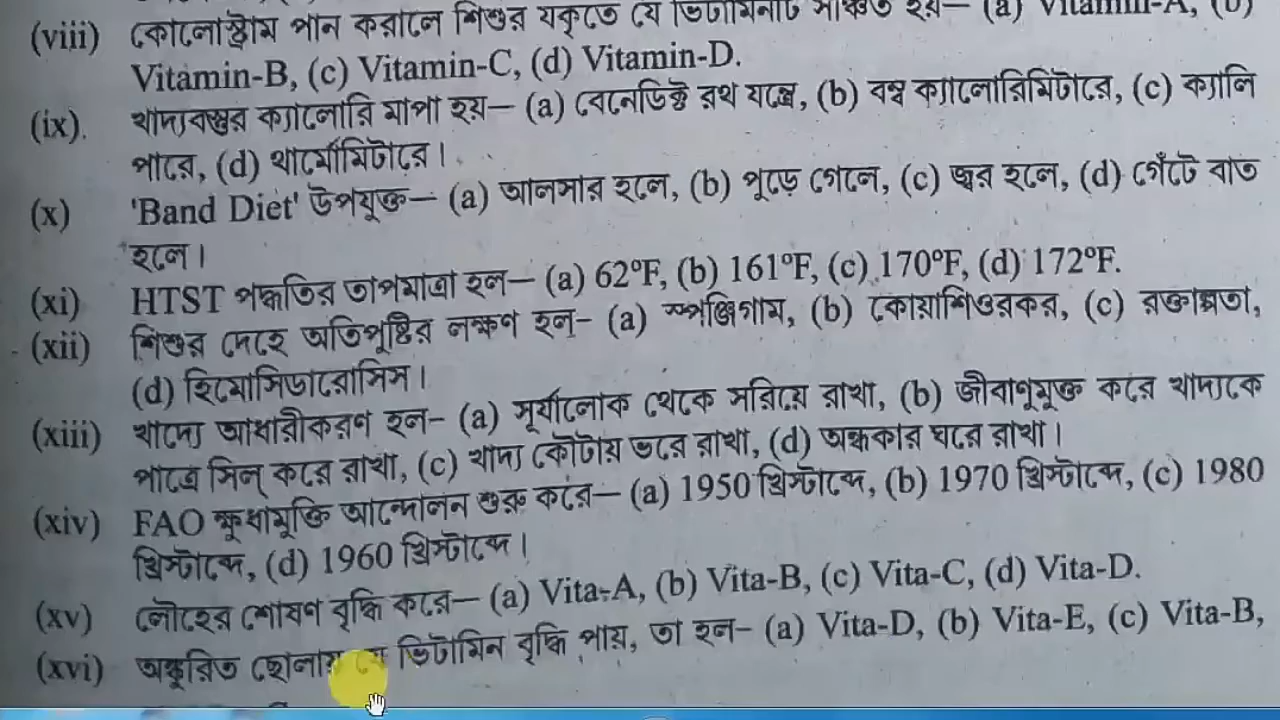 (viii) কোলোস্ট্রাম পান করালে শিশুর যকৃতে যে ভিটামিনটি সঞ্চিত হয়— (a) Vitamin-A, (b)
Vitamin-B, (c) Vitamin-C, (d) Vitamin-D.
(ix). খাদ্যবস্তুর ক্যালোরি মাপা হয়— (a) বেনেডিক্ট রথ যন্ত্রে, (b) বম্ব ক্যালোরিমিটারে, (c) ক্যালি
পারে, (d) থার্মোমিটারে।
(x) 'Band Diet' উপযুক্ত— (a) আলসার হলে, (b) পুড়ে গেলে, (c) জ্বর হলে, (d) গেঁটে বাত
হলে।
(xi) HTST পদ্ধতির তাপমাত্রা হল— (a) 62°F, (b) 161°F, (c) 170°F, (d) 172°F.
(xii) শিশুর দেহে অতিপুষ্টির লক্ষণ হল– (a) স্পঞ্জিগাম, (b) কোয়াশিওরকর, (c) রক্তাল্পতা,
(d) হিমোসিডারোসিস।
(xiii) খাদ্যে আধারীকরণ হল– (a) সূর্যালোক থেকে সরিয়ে রাখা, (b) জীবাণুমুক্ত করে খাদ্যকে
পাত্রে সিল্ করে রাখা, (c) খাদ্য কৌটায় ভরে রাখা, (d) অন্ধকার ঘরে রাখা।
(xiv) FAO ক্ষুধামুক্তি আন্দোলন শুরু করে— (a) 1950 খ্রিস্টাব্দে, (b) 1970 খ্রিস্টাব্দে, (c) 1980
খ্রিস্টাব্দে, (d) 1960 খ্রিস্টাব্দে।
(xv) লৌহের শোষণ বৃদ্ধি করে— (a) Vita-A, (b) Vita-B, (c) Vita-C, (d) Vita-D.
(xvi) অঙ্কুরিত ছোলায় যে ভিটামিন বৃদ্ধি পায়, তা হল– (a) Vita-D, (b) Vita-E, (c) Vita-B,